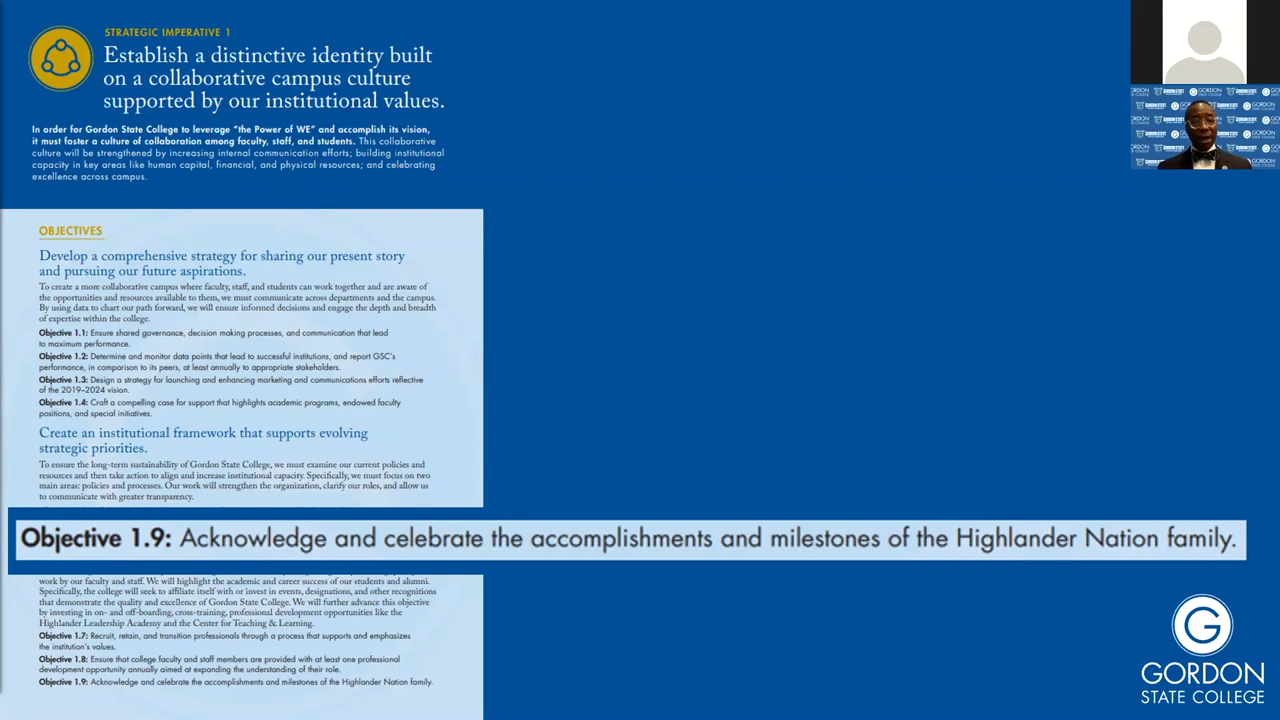 STRATEGIC IMPERATIVE 1
Establish a distinctive identity built
on a collaborative campus culture
supported by our institutional values.
In order for Gordon State College to leverage “the Power of WE” and accomplish its vision,
it must foster a culture of collaboration among faculty, staff, and students. This collaborative
culture will be strengthened by increasing internal communication efforts; building institutional
capacity in key areas like human capital, financial, and physical resources; and celebrating
excellence across campus.
OBJECTIVES
Develop a comprehensive strategy for sharing our present story
and pursuing our future aspirations.
To create a more collaborative campus where faculty, staff, and students can work together and are aware of
the opportunities and resources available to them, we must communicate across departments and the campus.
By using data to chart our path forward, we will ensure informed decisions and engage the depth and breadth
of expertise within the college.
Objective 1.1: Ensure shared governance, decision making processes, and communication that lead
to maximum performance.
Objective 1.2: Determine and monitor data points that lead to successful institutions, and report GSC's
performance, in comparison to its peers, at least annually to appropriate stakeholders.
Objective 1.3: Design a strategy for launching and enhancing marketing and communications efforts reflective
of the 2019–2024 vision.
Objective 1.4: Craft a compelling case for support that highlights academic programs, endowed faculty
positions, and special initiatives.
Create an institutional framework that supports evolving
strategic priorities.
To ensure the long-term sustainability of Gordon State College, we must examine our current policies and
resources and then take action to align and increase institutional capacity. Specifically, we must focus on two
main areas: policies and processes. Our work will strengthen the organization, clarify our roles, and allow us
to communicate with greater transparency.
Objective 1.9: Acknowledge and celebrate the accomplishments and milestones of the Highlander Nation family.
work by our faculty and staff. We will highlight the academic and career success of our students and alumni.
Specifically, the college will seek to affiliate itself with or invest in events, designations, and other recognitions
that demonstrate the quality and excellence of Gordon State College. We will further advance this objective
by investing in on- and off-boarding, cross-training, professional development opportunities like the
Highlander Leadership Academy and the Center for Teaching & Learning.
Objective 1.7: Recruit, retain, and transition professionals through a process that supports and emphasizes
the institution's values.
Objective 1.8: Ensure that college faculty and staff members are provided with at least one professional
development opportunity annually aimed at expanding the understanding of their role.
Objective 1.9: Acknowledge and celebrate the accomplishments and milestones of the Highlander Nation family.
G
GORDON
STATE COLLEGE